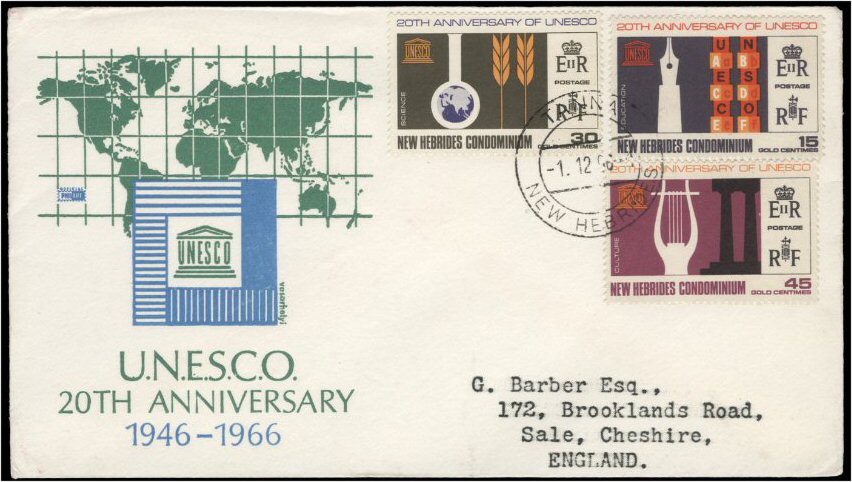 20TH ANNIVERSARY OF UNESCO
UNESCO
SCIENCE
EIIR
POSTAGE
RF
30
NEW HEBRIDES CONDOMINIUM
GOLD CENTIMES
20TH ANNIVERSARY OF UNESCO
UNESCO
EDUCATION
EIIR
POSTAGE
RF
15
NEW HEBRIDES CONDOMINIUM
GOLD CENTIMES
20TH ANNIVERSARY OF UNESCO
UNESCO
CULTURE
EIIR
POSTAGE
RF
45
NEW HEBRIDES CONDOMINIUM
GOLD CENTIMES
-1. 12
NEW HEBRIDES
UNESCO
vasarhelyi
U.N.E.S.C.O.
20TH ANNIVERSARY
1946-1966
G. Barber Esq.,
172, Brooklands Road,
Sale, Cheshire,
ENGLAND.